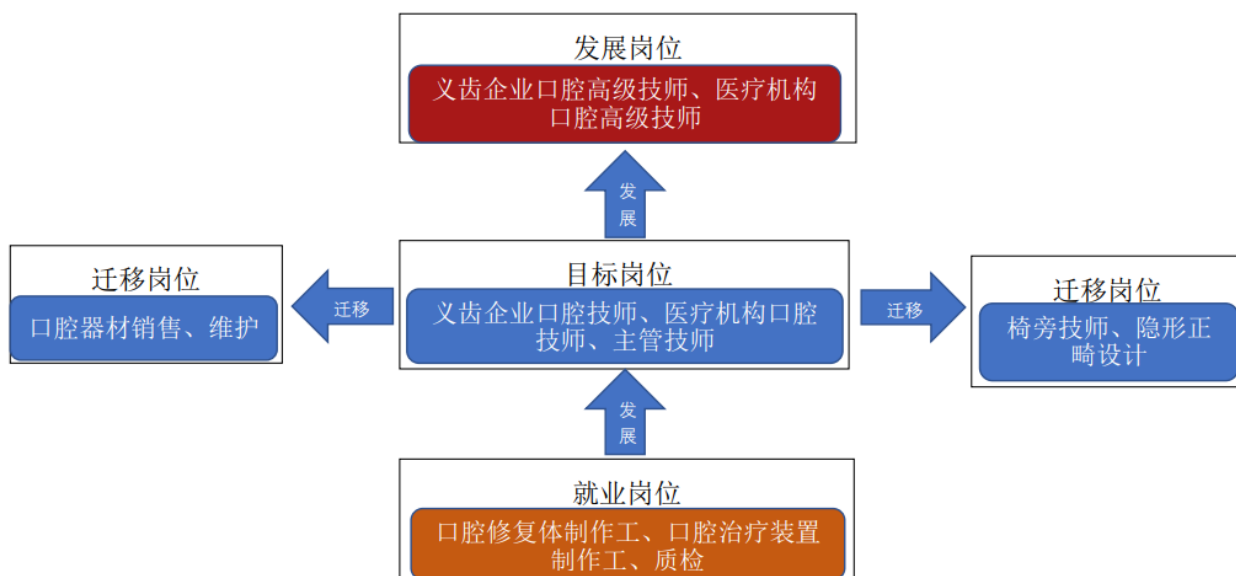 发展岗位
义齿企业口腔高级技师、医疗机构
口腔高级技师
发
展
迁移岗位
口腔器材销售、维护
迁移
目标岗位
义齿企业口腔技师、医疗机构口腔
技师、主管技师
迁移
迁移岗位
椅旁技师、隐形正
畸设计
发
展
就业岗位
口腔修复体制作工、口腔治疗装置
制作工、质检